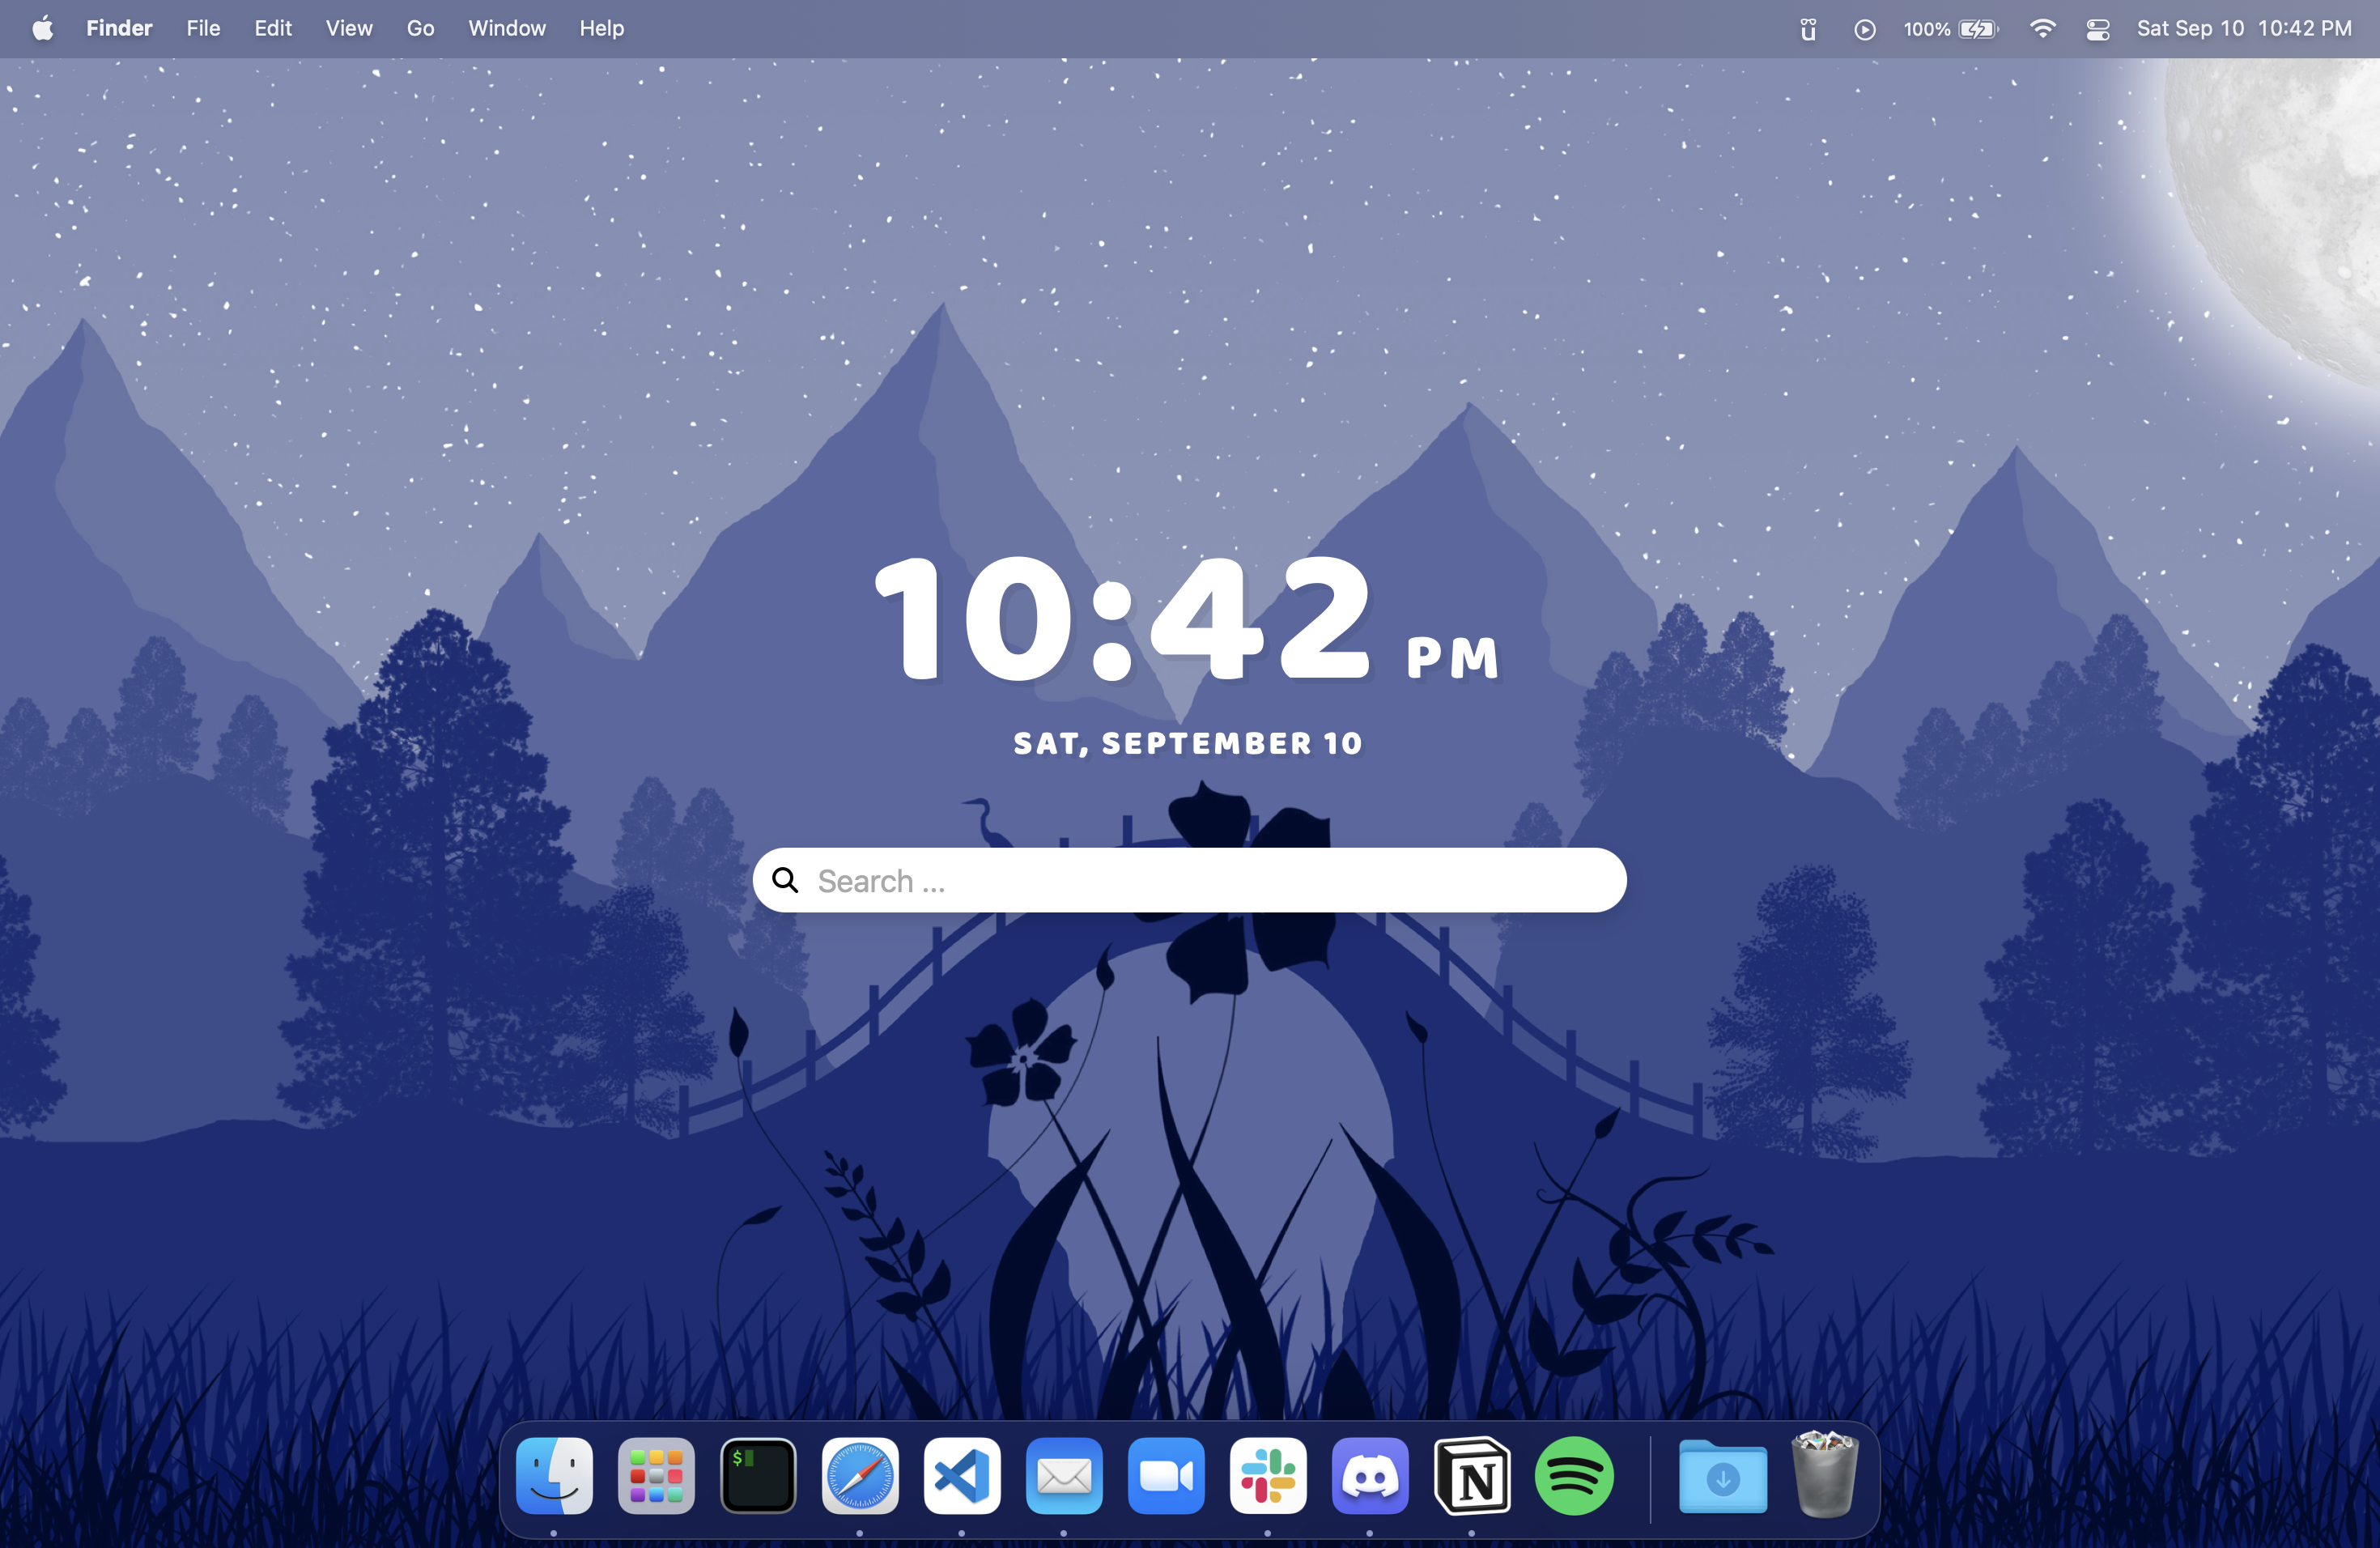 Finder File Edit View Go Window Help 100% Sat Sep 10 10:42 PM
10:42 PM
SAT, SEPTEMBER 10
Search ...
$
N